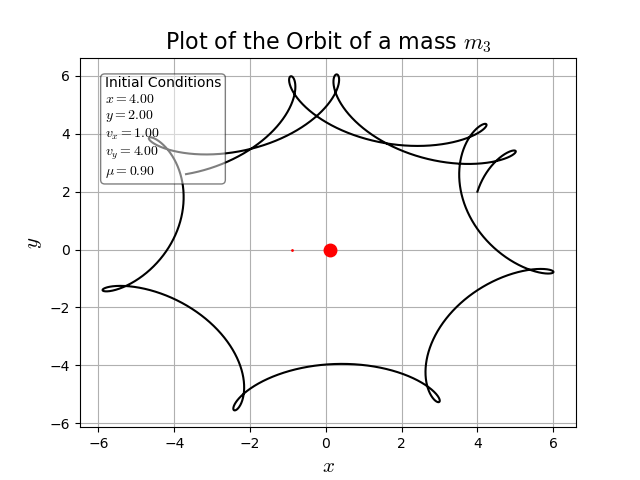 Plot of the Orbit of a mass m₃
Initial Conditions
x = 4.00
y = 2.00
vₓ = 1.00
v_y = 4.00
μ = 0.90
6
4
2
0
−2
−4
−6
y
−6 −4 −2 0 2 4 6
x